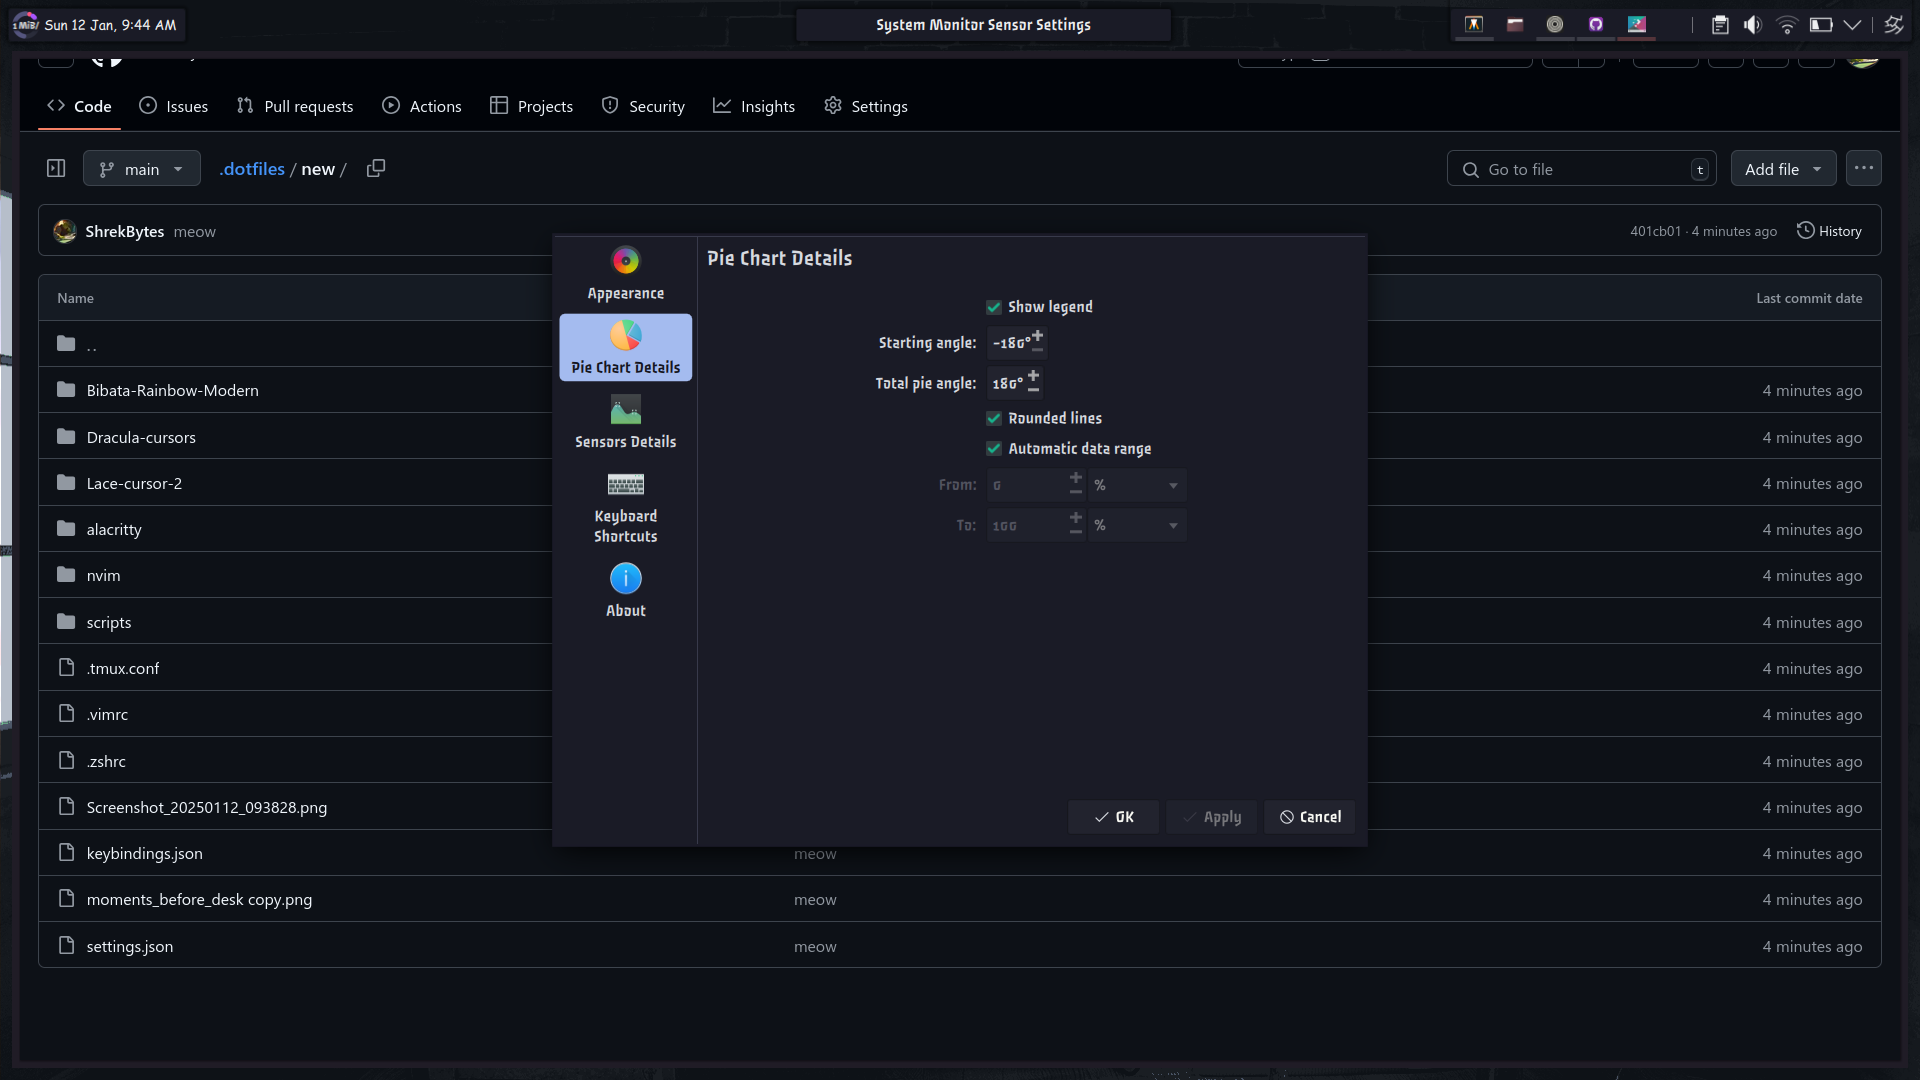 1 MiB/ Sun 12 Jan, 9:44 AM
System Monitor Sensor Settings
Code
Issues
Pull requests
Actions
Projects
Security
Insights
Settings
main
.dotfiles / new /
Go to file
t
Add file
ShrekBytes meow
401cb01 · 4 minutes ago
History
Name
Last commit date
..
Bibata-Rainbow-Modern
4 minutes ago
Dracula-cursors
4 minutes ago
Lace-cursor-2
4 minutes ago
alacritty
4 minutes ago
nvim
4 minutes ago
scripts
4 minutes ago
.tmux.conf
4 minutes ago
.vimrc
4 minutes ago
.zshrc
4 minutes ago
Screenshot_20250112_093828.png
4 minutes ago
keybindings.json
meow
4 minutes ago
moments_before_desk copy.png
meow
4 minutes ago
settings.json
meow
4 minutes ago
Appearance
Pie Chart Details
Sensors Details
Keyboard
Shortcuts
About
Pie Chart Details
Show legend
Starting angle: -180°
Total pie angle: 180°
Rounded lines
Automatic data range
From: 0 %
To: 100 %
OK
Apply
Cancel